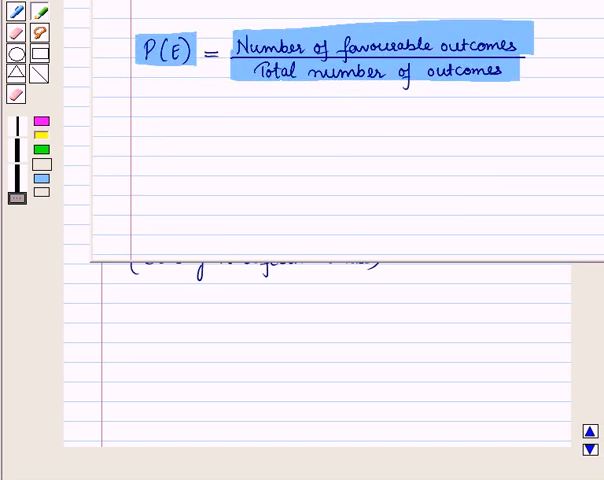 P(E) = Number of favourable outcomes
Total number of outcomes